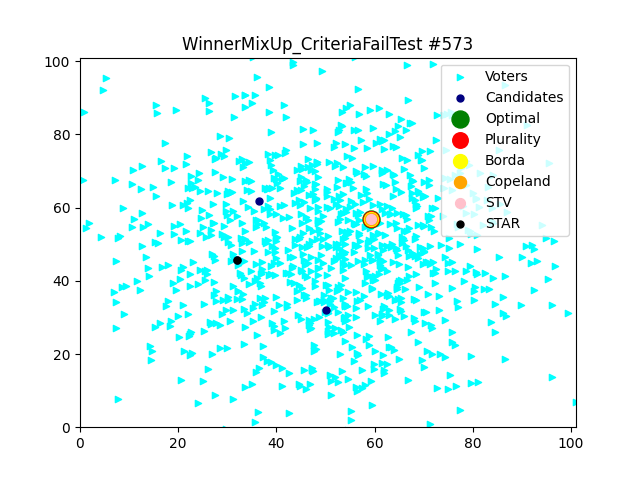 WinnerMixUp_CriteriaFailTest #573
100
80
60
40
20
0
0 20 40 60 80 100
Voters
Candidates
Optimal
Plurality
Borda
Copeland
STV
STAR